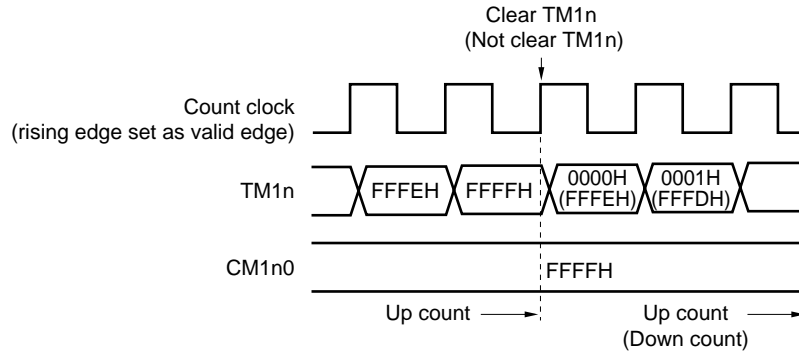 Clear TM1n
(Not clear TM1n)
Count clock
(rising edge set as valid edge)
TM1n
FFFEH
FFFFH
0000H
(FFFEH)
0001H
(FFFDH)
CM1n0
FFFFH
Up count
Up count
(Down count)